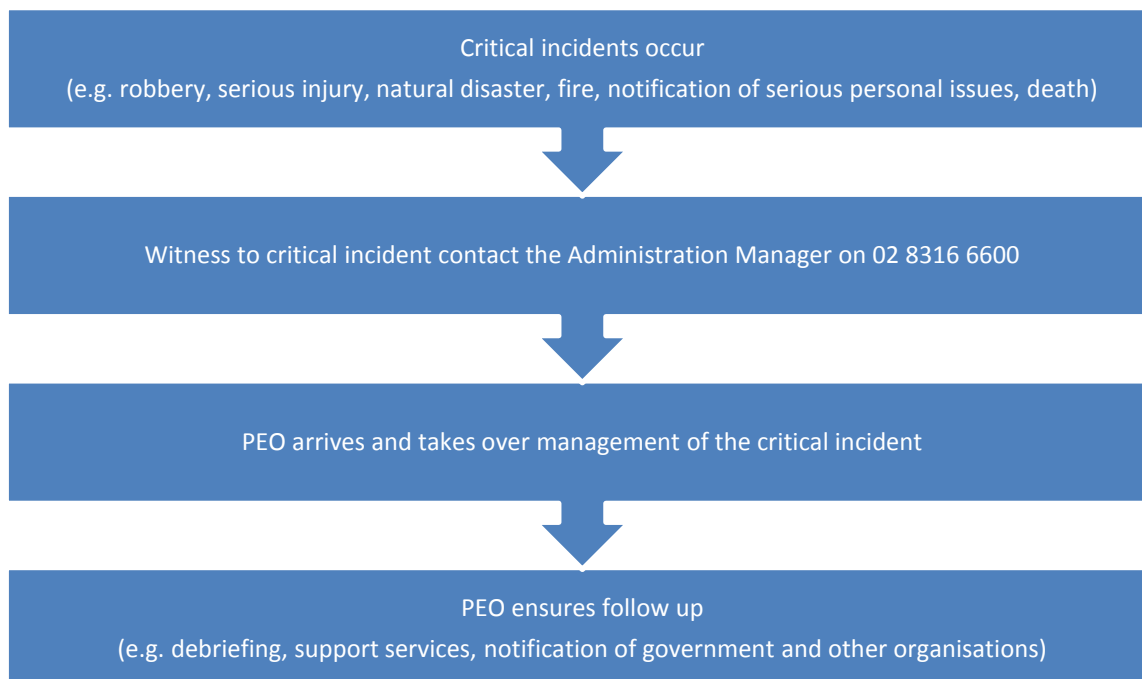 Critical incidents occur
(e.g. robbery, serious injury, natural disaster, fire, notification of serious personal issues, death)
Witness to critical incident contact the Administration Manager on 02 8316 6600
PEO arrives and takes over management of the critical incident
PEO ensures follow up
(e.g. debriefing, support services, notification of government and other organisations)